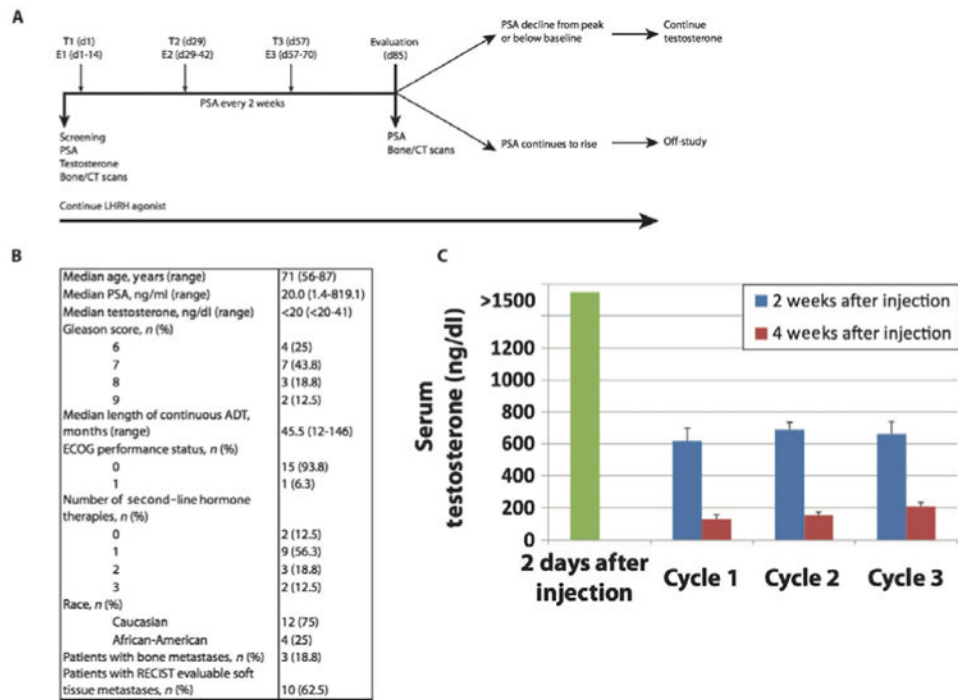 A
T1 (d1)
E1 (d1-14)
T2 (d29)
E2 (d29-42)
T3 (d57)
E3 (d57-70)
Evaluation
(d85)
PSA decline from peak
or below baseline
Continue
testosterone
PSA every 2 weeks
Screening
PSA
Testosterone
Bone/CT scans
PSA
Bone/CT scans
PSA continues to rise
Off-study
Continue LHRH agonist
B
Median age, years (range) 71 (56-87)
Median PSA, ng/ml (range) 20.0 (1.4-819.1)
Median testosterone, ng/dl (range) <20 (<20-41)
Gleason score, n (%)
6 4 (25)
7 7 (43.8)
8 3 (18.8)
9 2 (12.5)
Median length of continuous ADT,
months (range) 45.5 (12-146)
ECOG performance status, n (%)
0 15 (93.8)
1 1 (6.3)
Number of second-line hormone
therapies, n (%)
0 2 (12.5)
1 9 (56.3)
2 3 (18.8)
3 2 (12.5)
Race, n (%)
Caucasian 12 (75)
African-American 4 (25)
Patients with bone metastases, n (%) 3 (18.8)
Patients with RECIST evaluable soft
tissue metastases, n (%) 10 (62.5)
C
Serum
testosterone (ng/dl)
>1500
1600
1000
800
600
400
200
0
2 weeks after injection
4 weeks after injection
2 days after
injection
Cycle 1
Cycle 2
Cycle 3